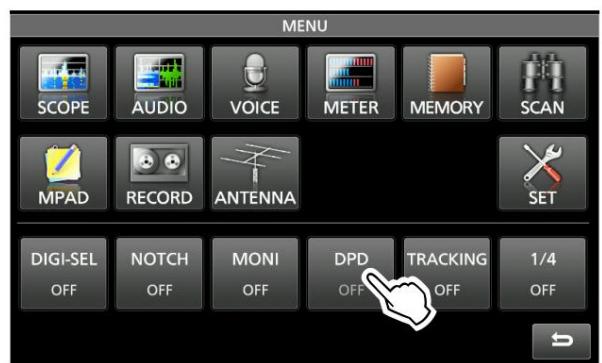 MENU
SCOPE AUDIO VOICE METER MEMORY SCAN
MPAD RECORD ANTENNA SET
DIGI-SEL NOTCH MONI DPD TRACKING 1/4
OFF OFF OFF OFF OFF OFF